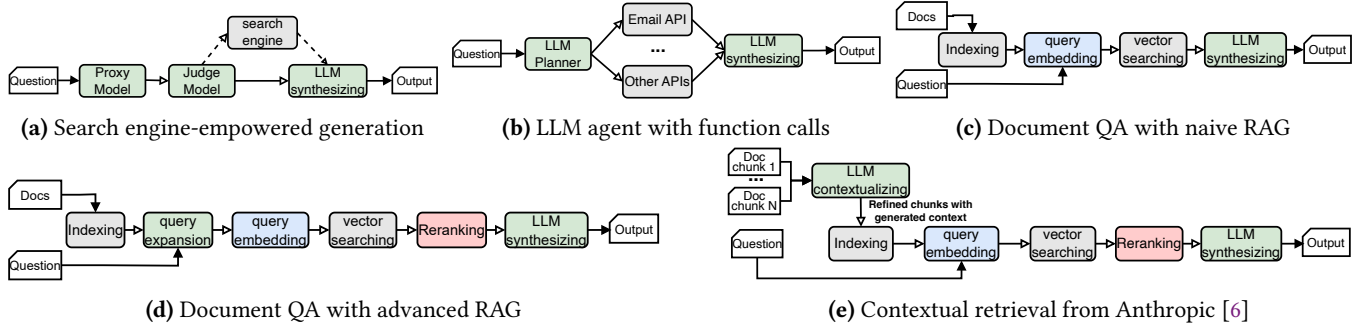 search
engine
Question
Proxy
Model
Judge
Model
LLM
synthesizing
Output
(a) Search engine-empowered generation
Question
LLM
Planner
Email API
...
Other APIs
LLM
synthesizing
Output
(b) LLM agent with function calls
Docs
Indexing
query
embedding
vector
searching
LLM
synthesizing
Output
Question
(c) Document QA with naive RAG
Docs
Indexing
query
expansion
query
embedding
vector
searching
Reranking
LLM
synthesizing
Output
Question
(d) Document QA with advanced RAG
Doc
chunk 1
...
Doc
chunk N
LLM
contextualizing
Refined chunks with
generated context
Question
Indexing
query
embedding
vector
searching
Reranking
LLM
synthesizing
Output
(e) Contextual retrieval from Anthropic [6]